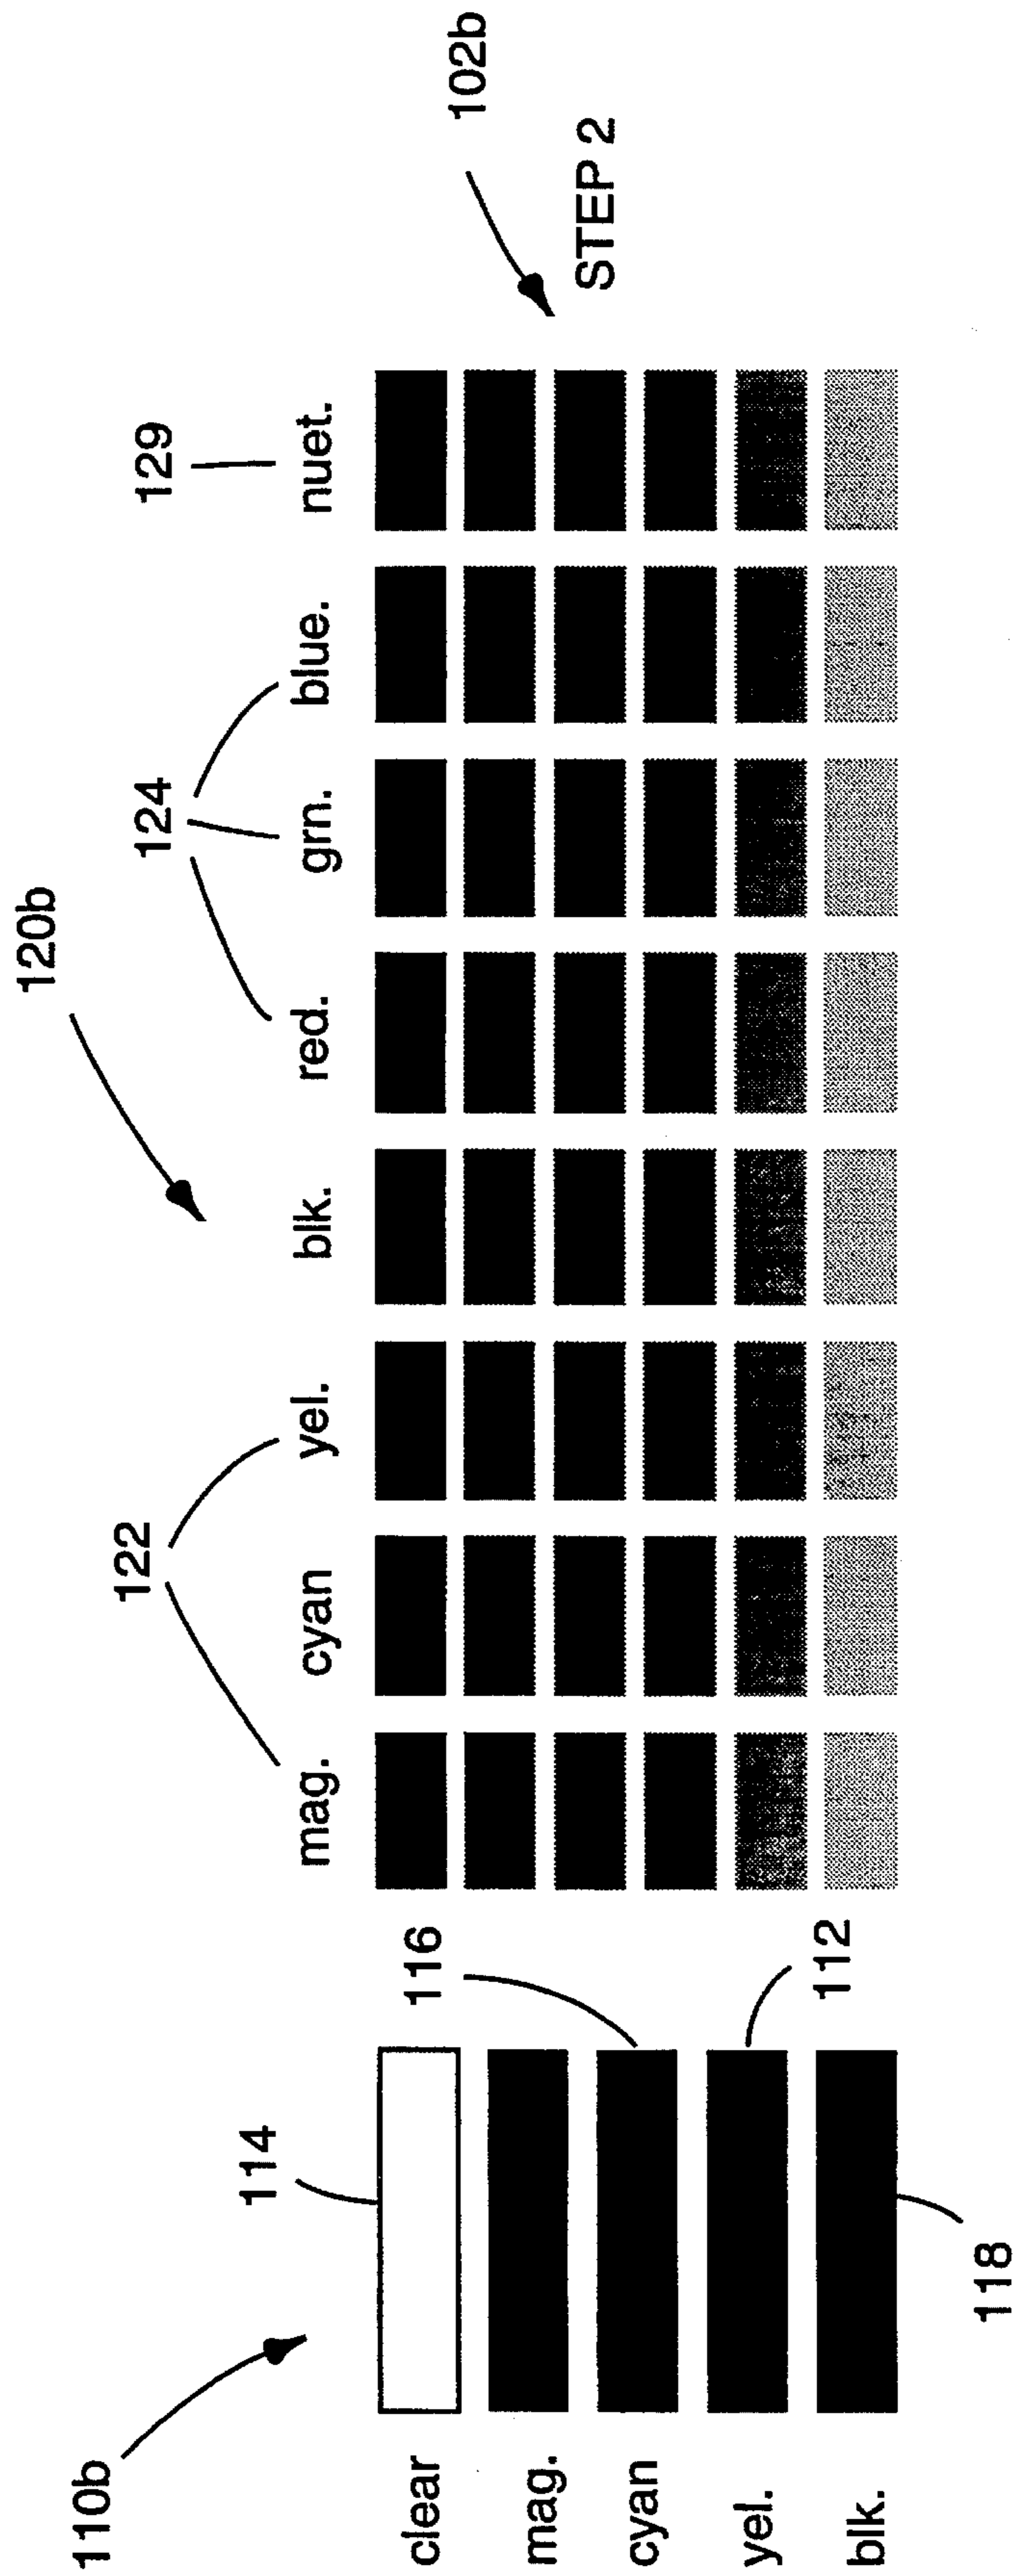 120b
122
124
129
mag. cyan yel. blk. red. grn. blue. nuet.
102b
STEP 2
110b
114
116
112
118
clear
mag.
cyan
yel.
blk.